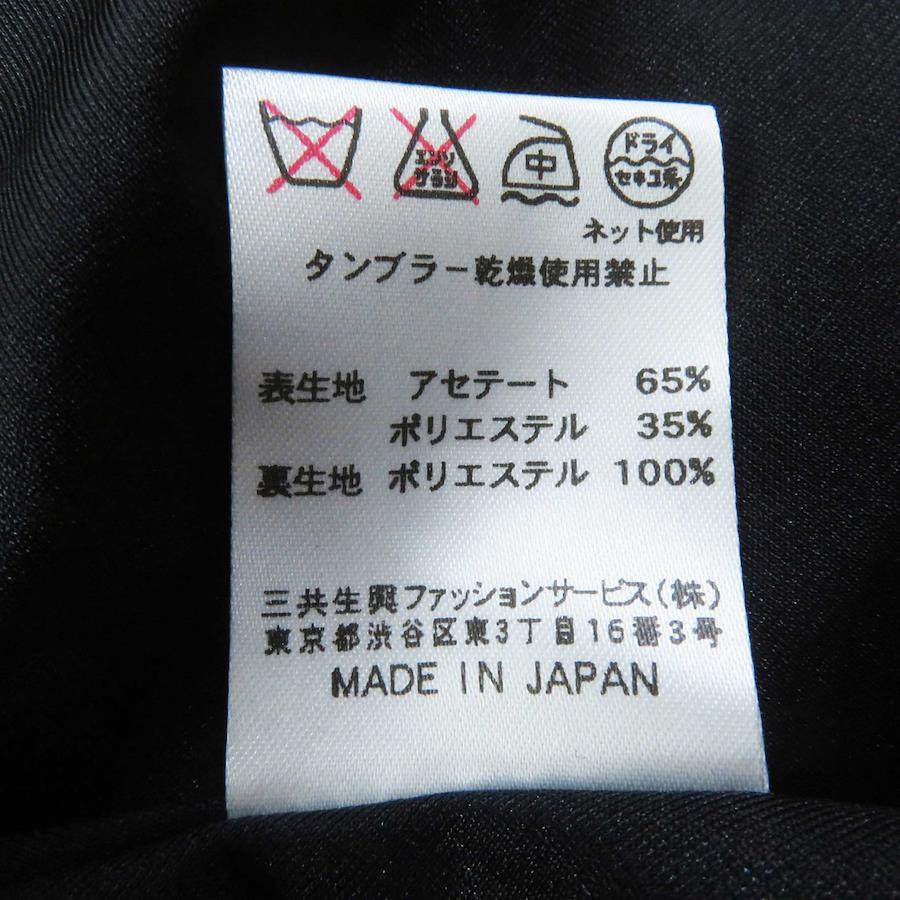 エンソ
サラシ
中
ドライ
セキユ系
ネット使用
タンブラー乾燥使用禁止
表生地 アセテート 65%
ポリエステル 35%
裏生地 ポリエステル 100%
三共生興ファッションサービス(株)
東京都渋谷区東3丁目16番3号
MADE IN JAPAN